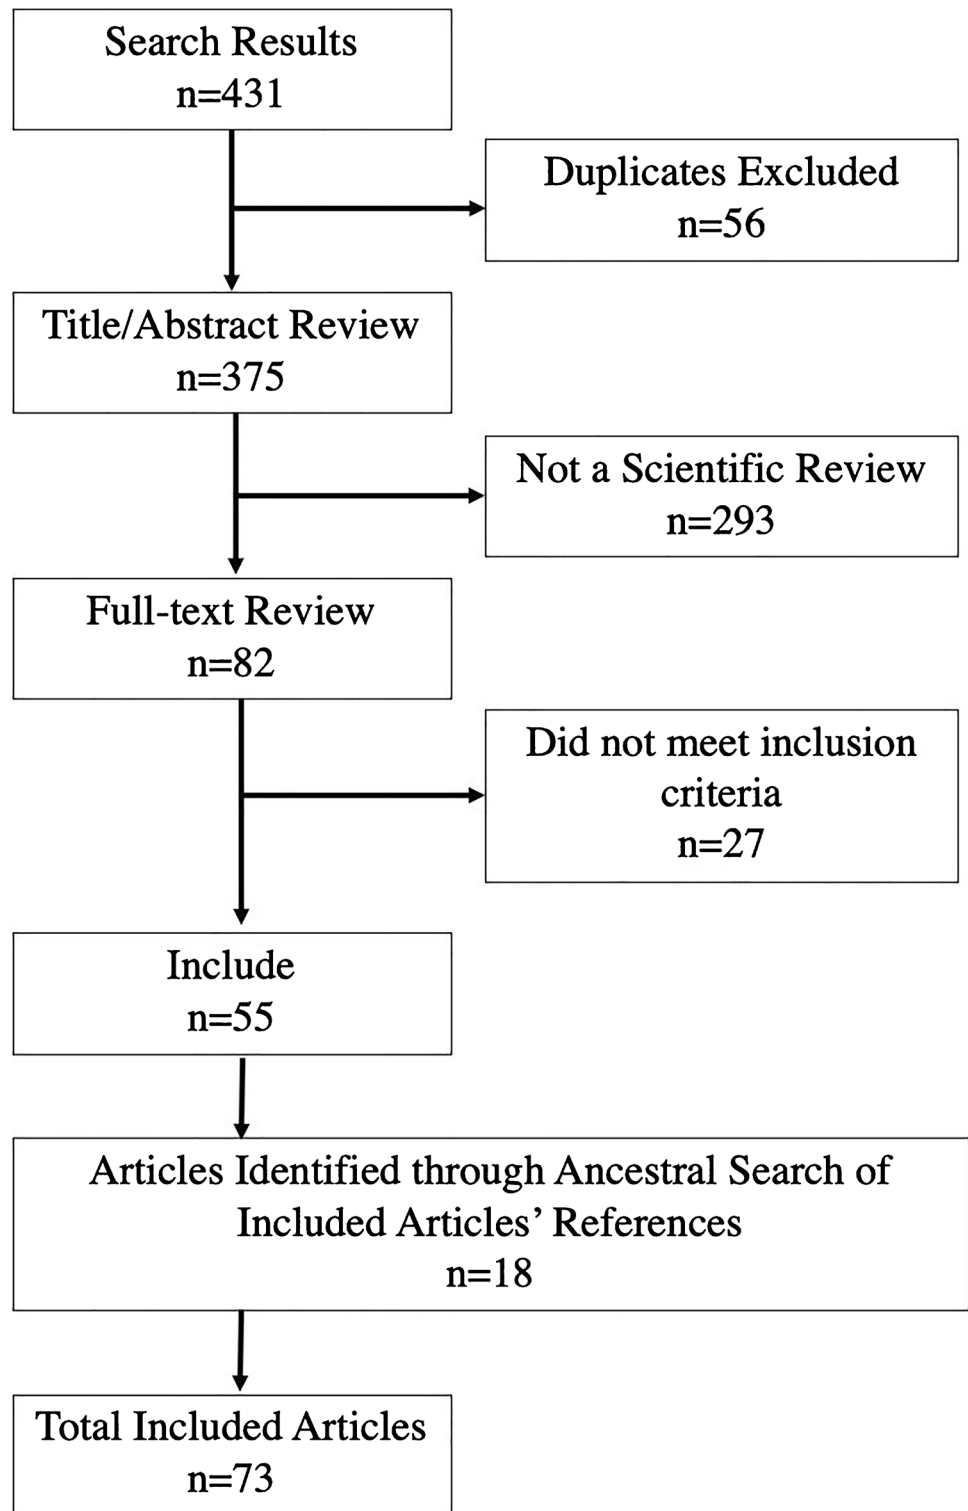 Search Results
n=431
Duplicates Excluded
n=56
Title/Abstract Review
n=375
Not a Scientific Review
n=293
Full-text Review
n=82
Did not meet inclusion
criteria
n=27
Include
n=55
Articles Identified through Ancestral Search of
Included Articles’ References
n=18
Total Included Articles
n=73